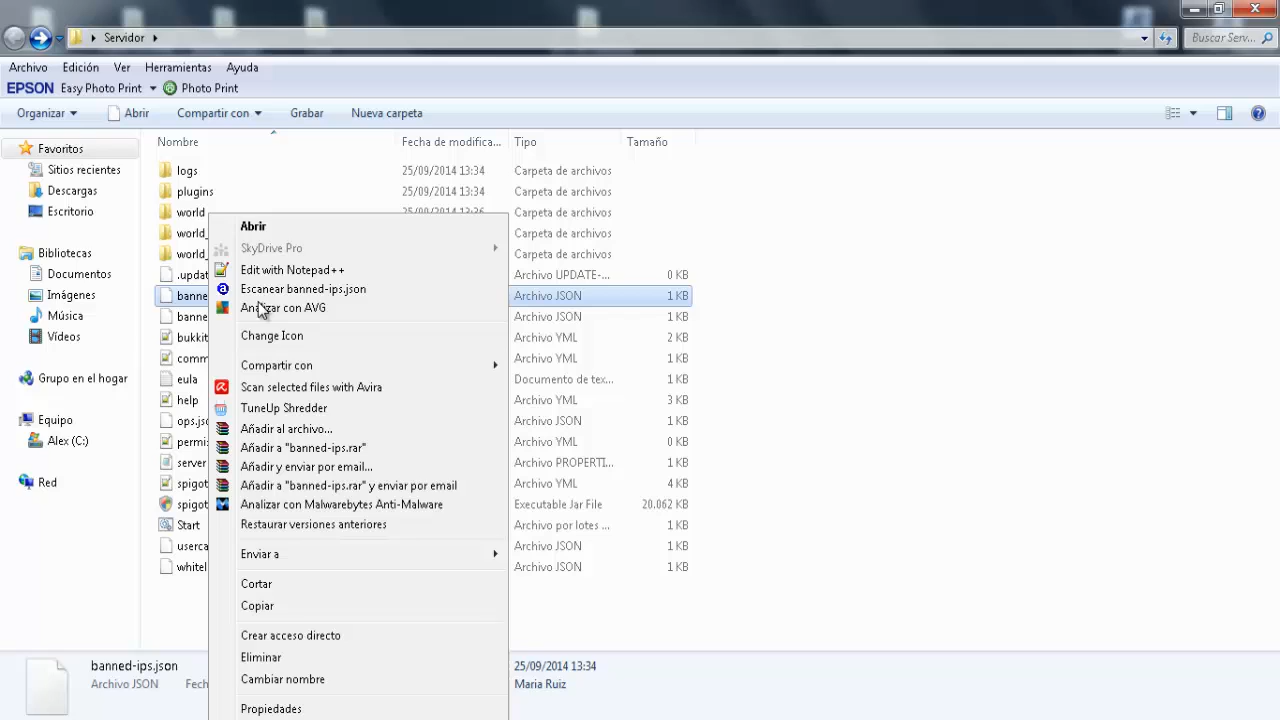 Servidor
Buscar Serv...
Archivo Edición Ver Herramientas Ayuda
EPSON Easy Photo Print Photo Print
Organizar Abrir Compartir con Grabar Nueva carpeta
Nombre Fecha de modifica... Tipo Tamaño
Favoritos
Sitios recientes
Descargas
Escritorio
Bibliotecas
Documentos
Imágenes
Música
Vídeos
Grupo en el hogar
Equipo
Alex (C:)
Red
logs 25/09/2014 13:34 Carpeta de archivos
plugins 25/09/2014 13:34 Carpeta de archivos
world 25/09/2014 13:36 Carpeta de archivos
world_ Carpeta de archivos
world_ Carpeta de archivos
.updat Archivo UPDATE-... 0 KB
banne Archivo JSON 1 KB
banne Archivo JSON 1 KB
bukkit Archivo YML 2 KB
comm Archivo YML 1 KB
eula Documento de tex... 1 KB
help Archivo YML 3 KB
ops.jso Archivo JSON 1 KB
permi Archivo YML 0 KB
server Archivo PROPERTI... 1 KB
spigot Archivo YML 4 KB
spigot Executable Jar File 20.062 KB
Start Archivo por lotes ... 1 KB
userca Archivo JSON 1 KB
whitel Archivo JSON 1 KB
Abrir
SkyDrive Pro
Edit with Notepad++
Escanear banned-ips.json
Analizar con AVG
Change Icon
Compartir con
Scan selected files with Avira
TuneUp Shredder
Añadir al archivo...
Añadir a "banned-ips.rar"
Añadir y enviar por email...
Añadir a "banned-ips.rar" y enviar por email
Analizar con Malwarebytes Anti-Malware
Restaurar versiones anteriores
Enviar a
Cortar
Copiar
Crear acceso directo
Eliminar
Cambiar nombre
Propiedades
banned-ips.json 25/09/2014 13:34
Archivo JSON Fech Maria Ruiz